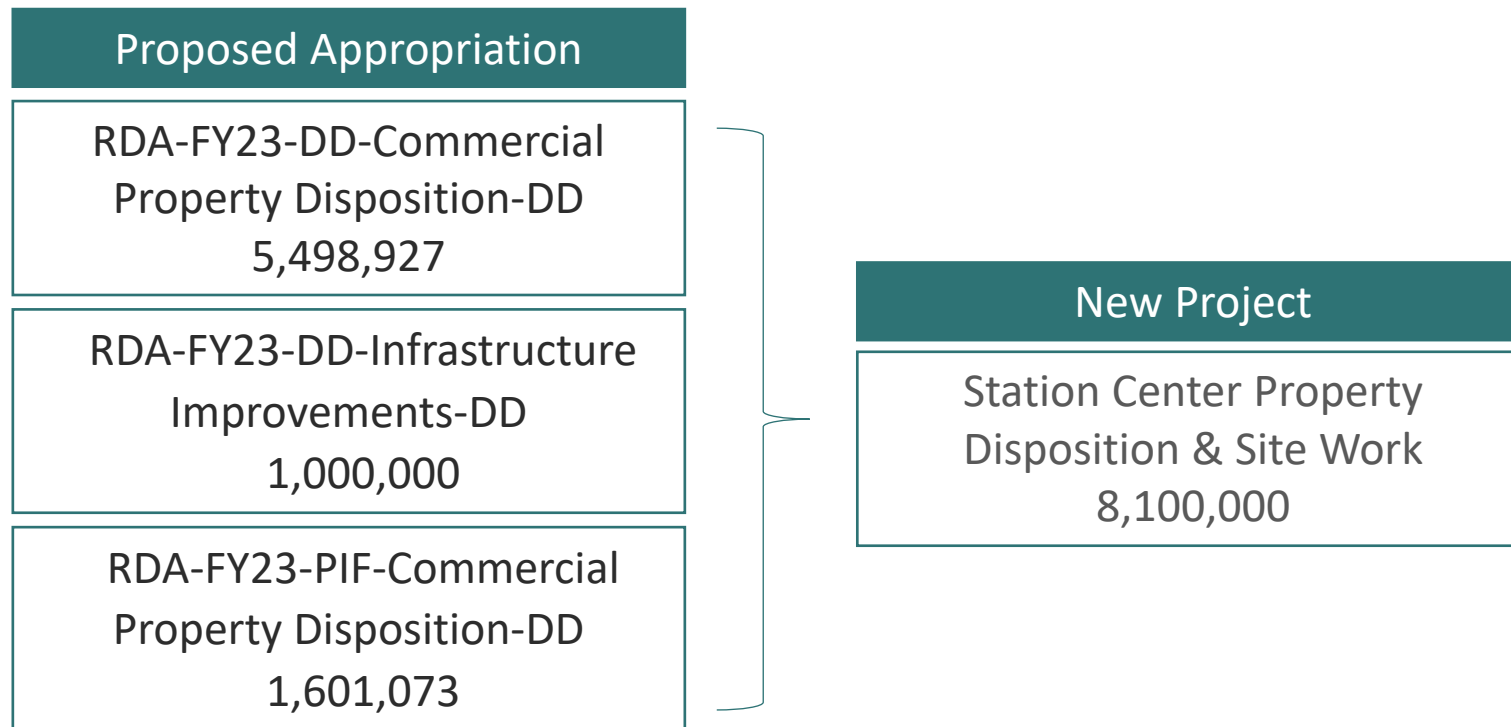 Proposed Appropriation
RDA-FY23-DD-Commercial
Property Disposition-DD
5,498,927
RDA-FY23-DD-Infrastructure
Improvements-DD
1,000,000
RDA-FY23-PIF-Commercial
Property Disposition-DD
1,601,073
New Project
Station Center Property
Disposition & Site Work
8,100,000